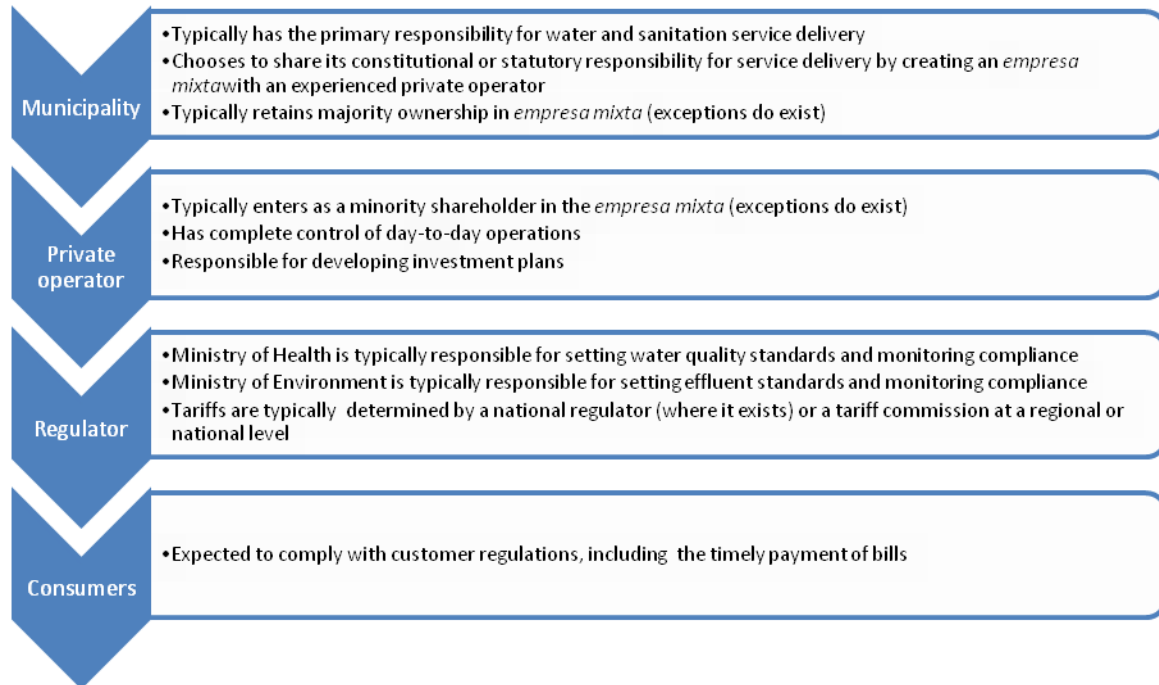 Municipality
•Typically has the primary responsibility for water and sanitation service delivery
•Chooses to share its constitutional or statutory responsibility for service delivery by creating an empresa
mixtawith an experienced private operator
•Typically retains majority ownership in empresa mixta (exceptions do exist)
Private
operator
•Typically enters as a minority shareholder in the empresa mixta (exceptions do exist)
•Has complete control of day-to-day operations
•Responsible for developing investment plans
Regulator
•Ministry of Health is typically responsible for setting water quality standards and monitoring compliance
•Ministry of Environment is typically responsible for setting effluent standards and monitoring compliance
•Tariffs are typically determined by a national regulator (where it exists) or a tariff commission at a regional or
national level
Consumers
•Expected to comply with customer regulations, including the timely payment of bills